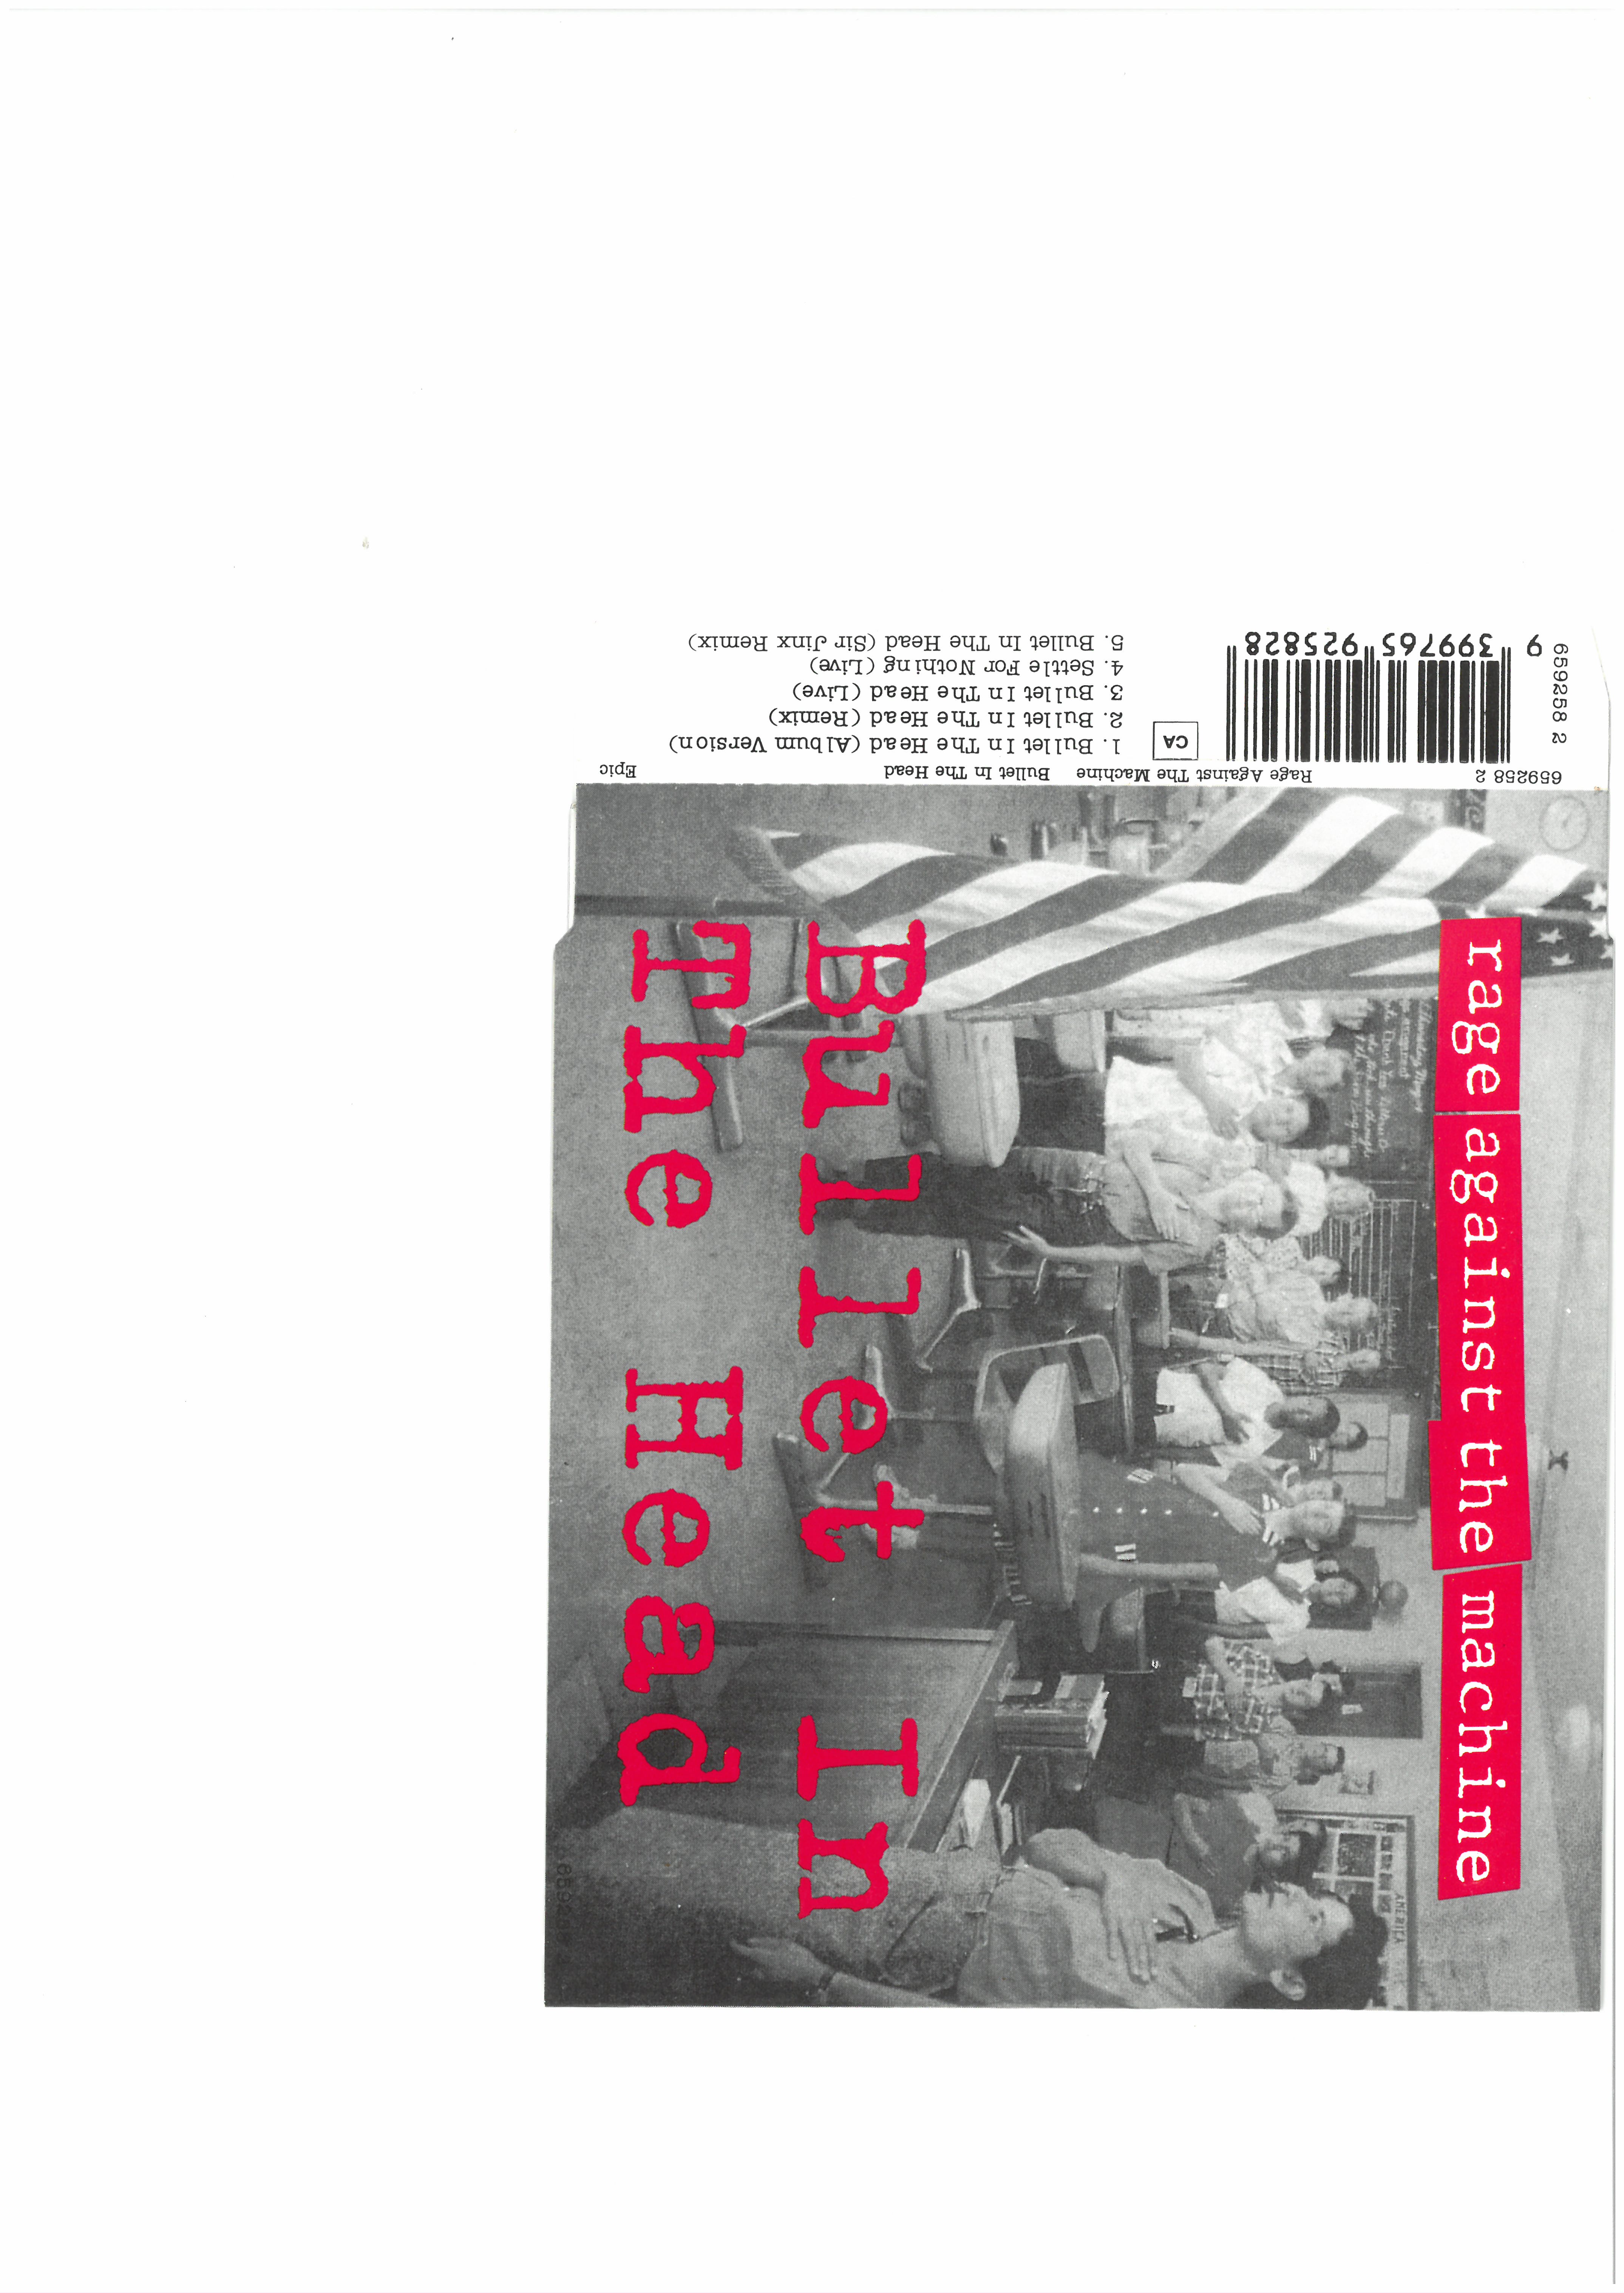 rage against the machine
Bullet In
The Head
AMERICA
659258 2 Rage Against The Machine Bullet In The Head Epic
1. Bullet In The Head (Album Version)
2. Bullet In The Head (Remix)
3. Bullet In The Head (Live)
4. Settle For Nothing (Live)
5. Bullet In The Head (Sir Jinx Remix)
CA
9 399765 925828
659258 2